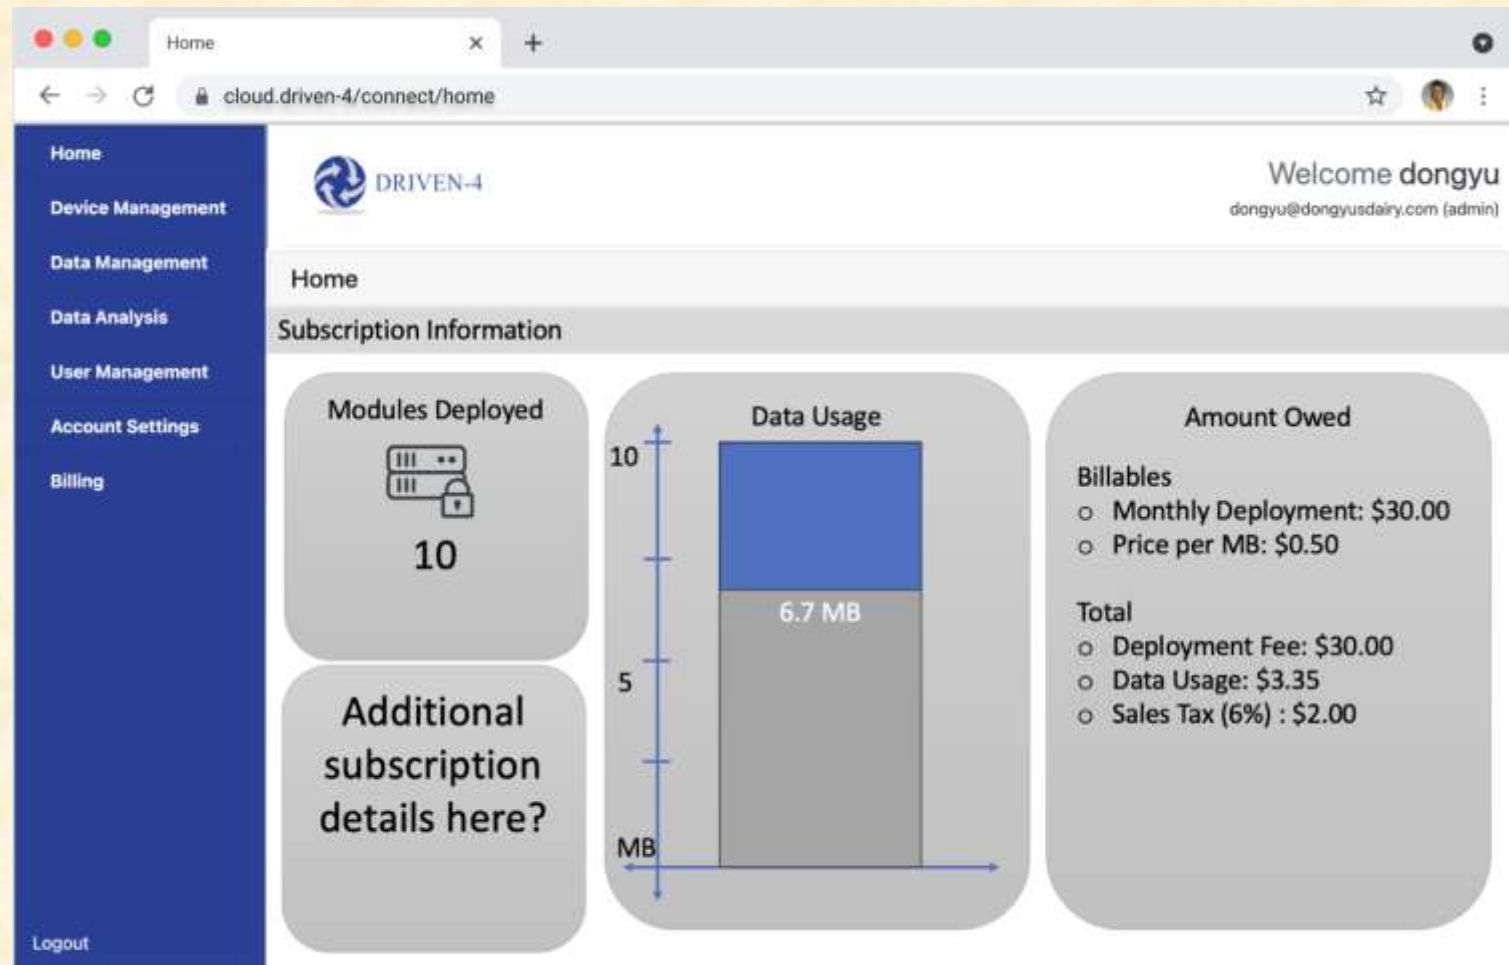 Home
cloud.driven-4/connect/home
Home
Device Management
Data Management
Data Analysis
User Management
Account Settings
Billing
Logout
DRIVEN-4
Welcome dongyu
dongyu@dongyusdairy.com (admin)
Home
Subscription Information
Modules Deployed
10
Additional
subscription
details here?
Data Usage
10
6.7 MB
5
MB
Amount Owed
Billables
o Monthly Deployment: $30.00
o Price per MB: $0.50
Total
o Deployment Fee: $30.00
o Data Usage: $3.35
o Sales Tax (6%) : $2.00